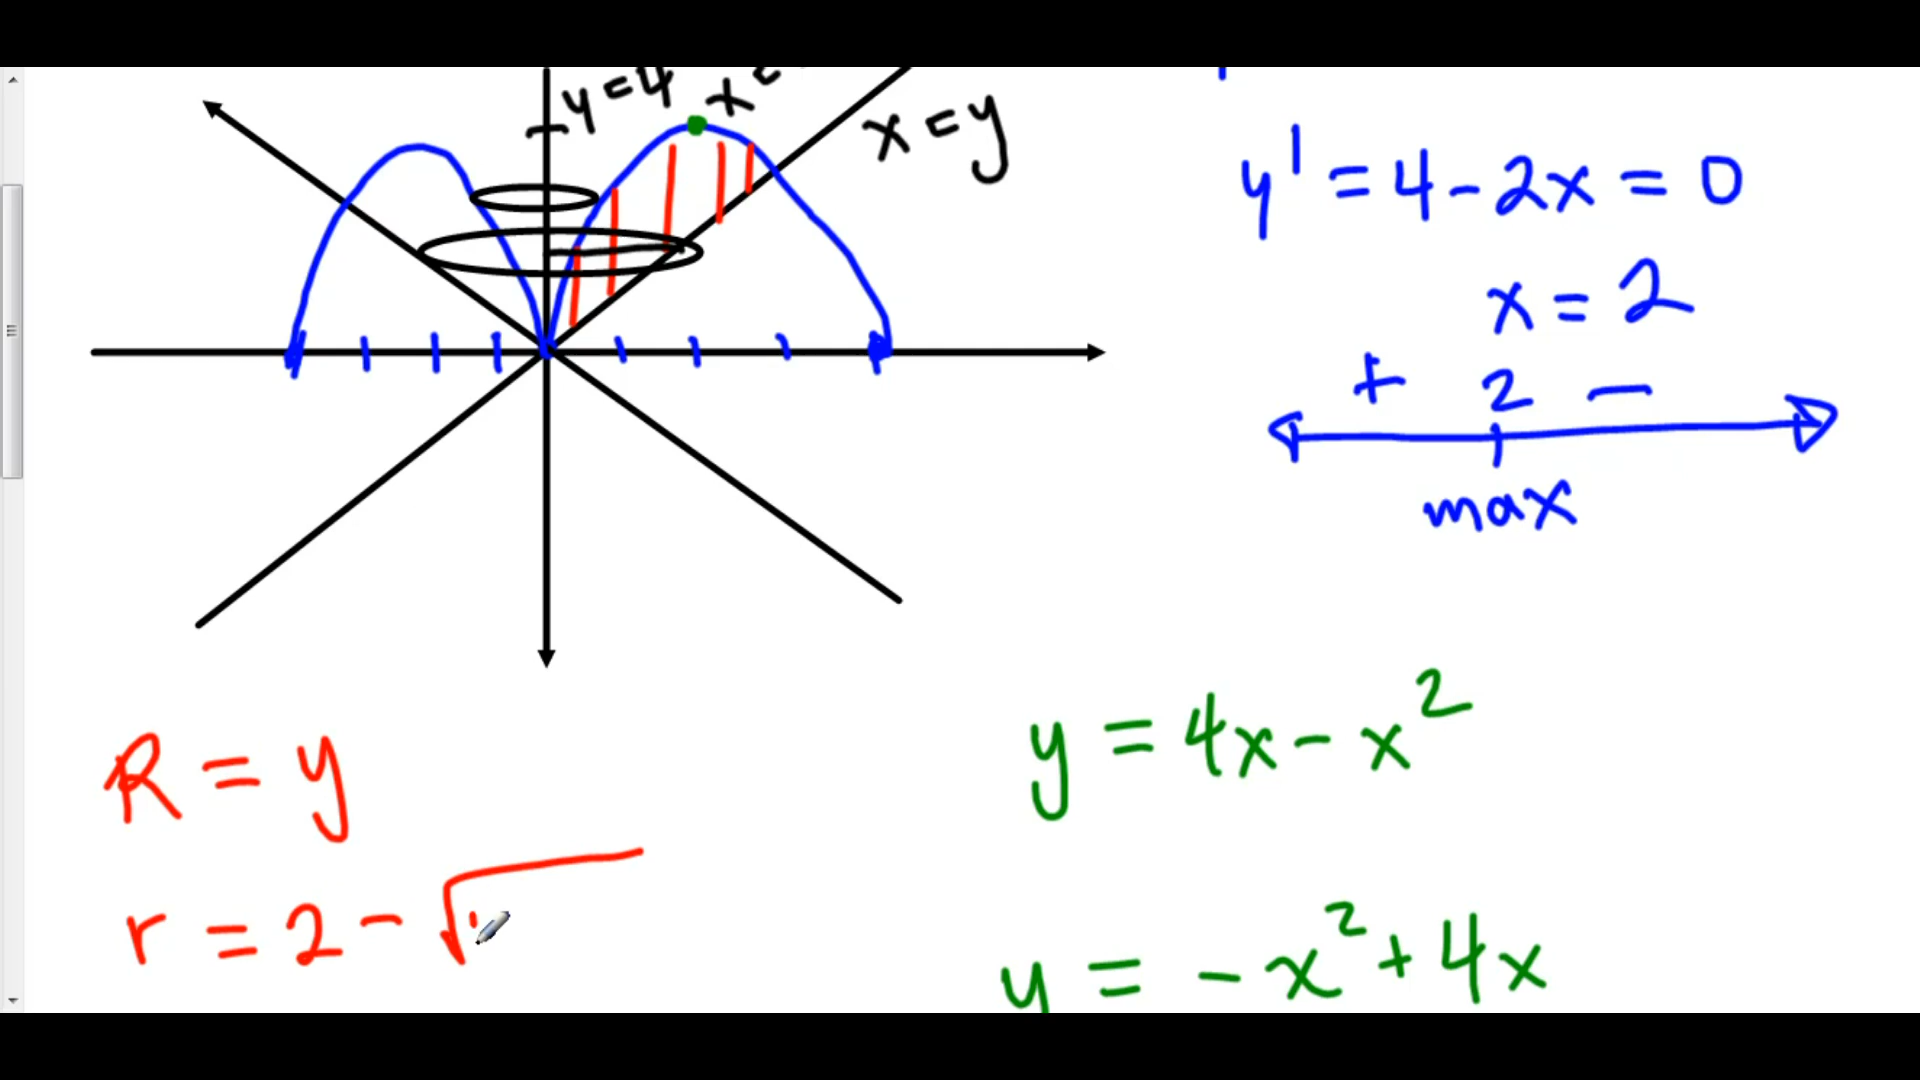 y = 4
x =
x = y
y' = 4 - 2x = 0
x = 2
+ 2 -
max
R = y
r = 2 - √
y = 4x - x²
y = -x² + 4x